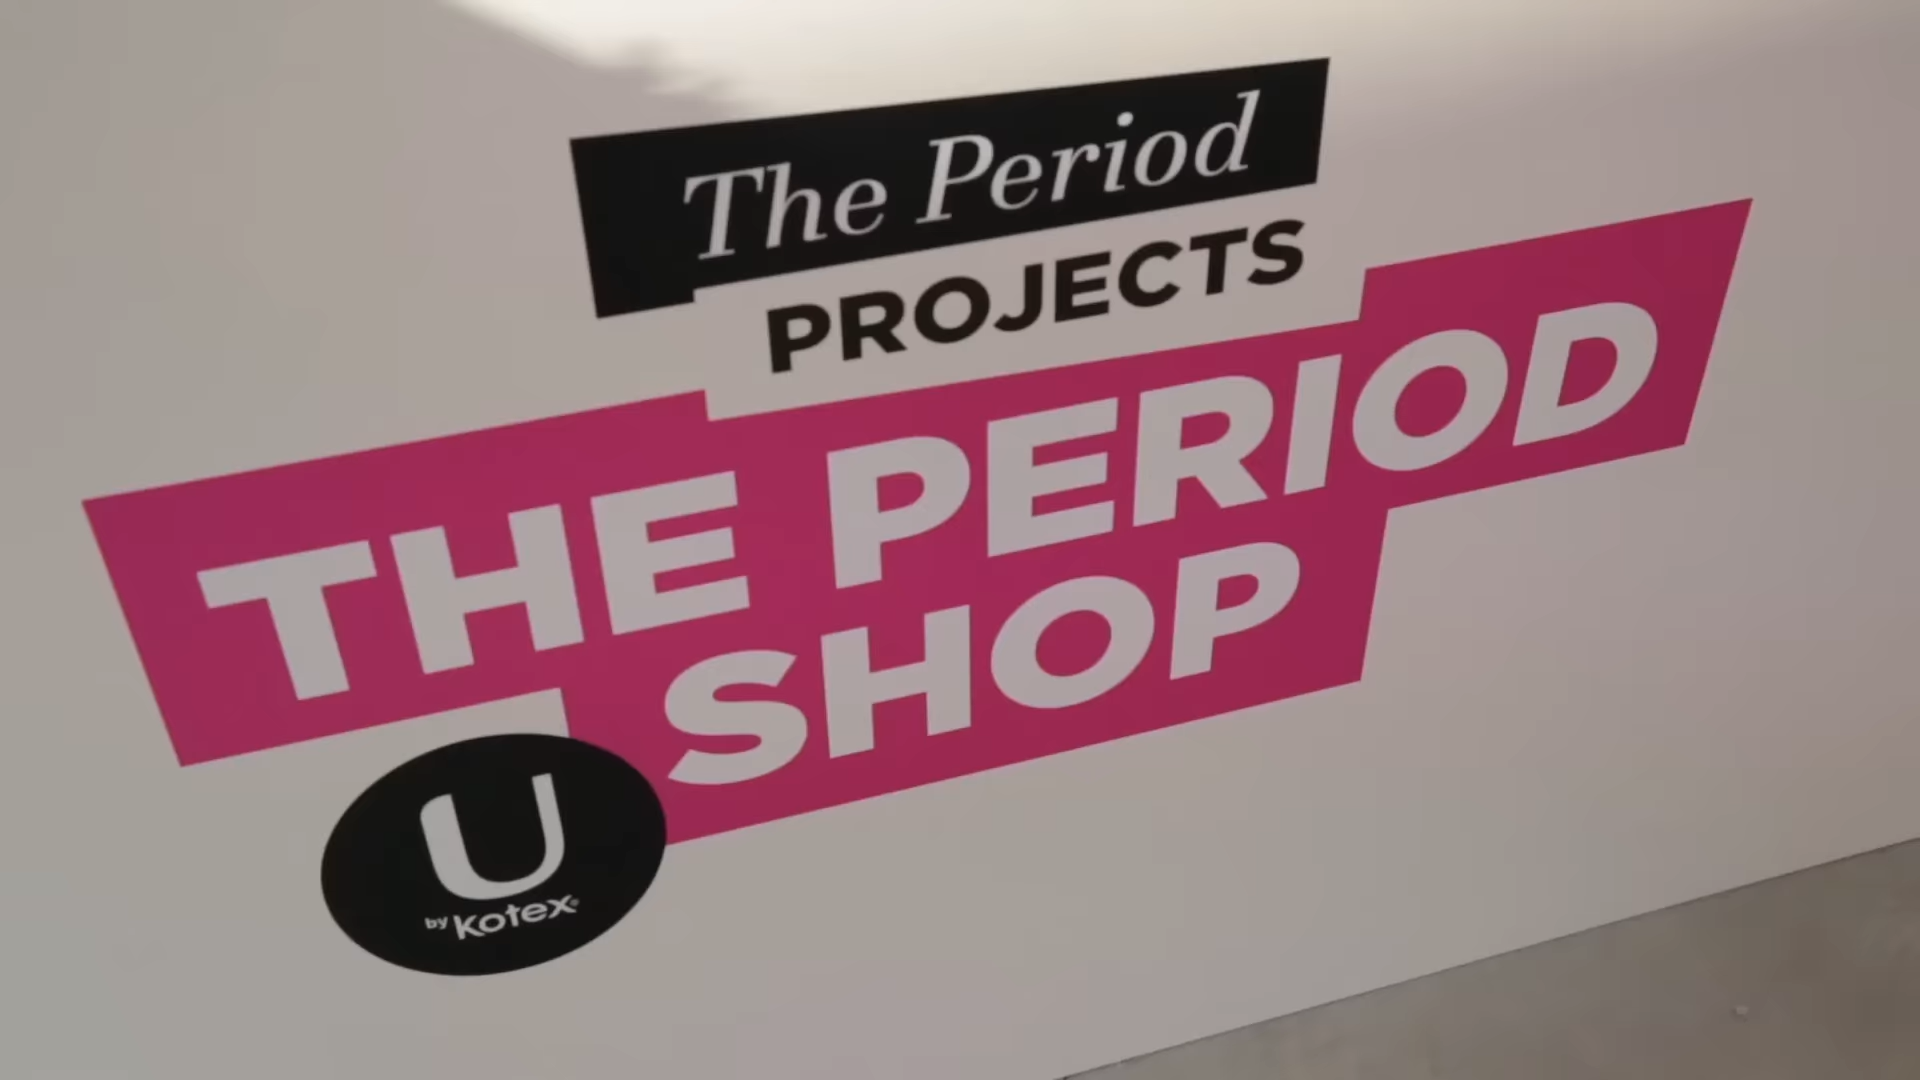 The Period
PROJECTS
THE PERIOD
SHOP
U
by Kotex®